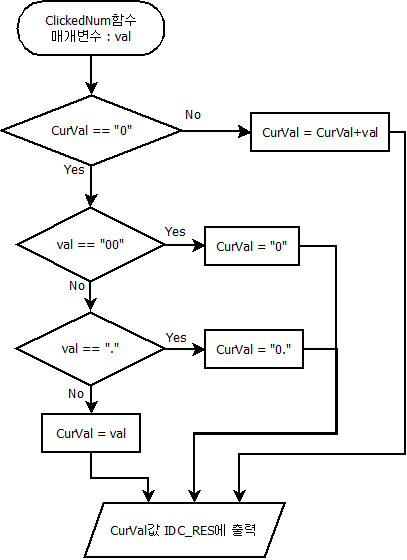 ClickedNum함수
매개변수 : val
CurVal == "0"
No
CurVal = CurVal+val
Yes
val == "00"
Yes
CurVal = "0"
No
val == "."
Yes
CurVal = "0."
No
CurVal = val
CurVal값 IDC_RES에 출력